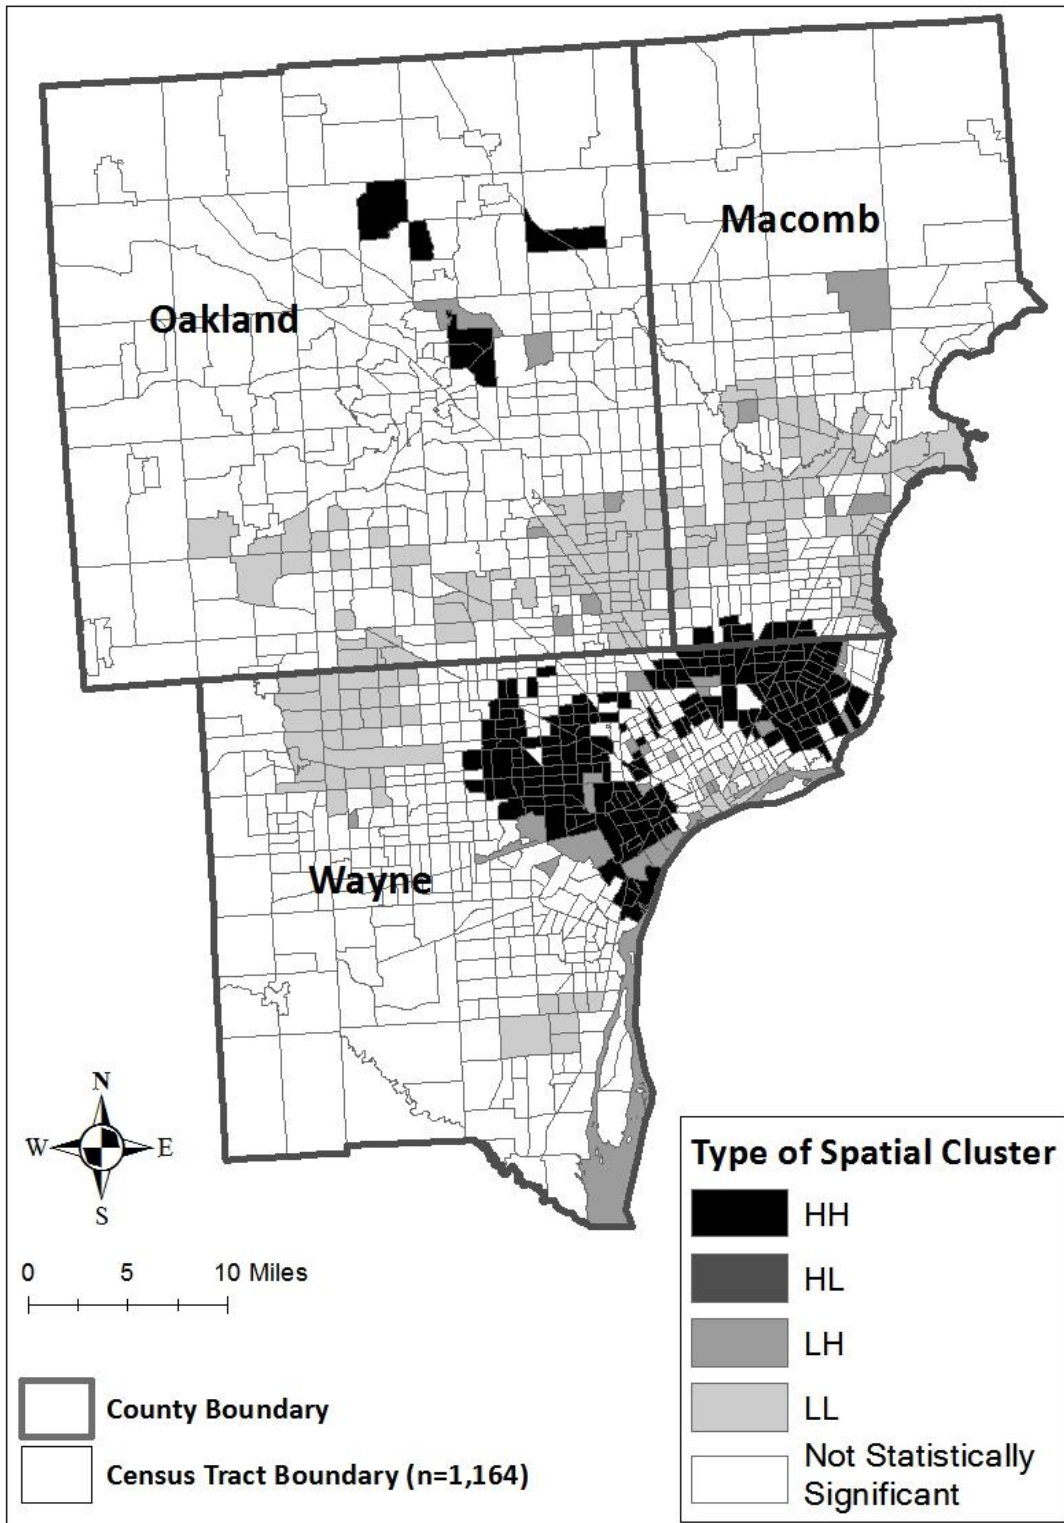 Macomb
Oakland
Wayne
N
W E
S
0 5 10 Miles
County Boundary
Census Tract Boundary (n=1,164)
Type of Spatial Cluster
HH
HL
LH
LL
Not Statistically
Significant